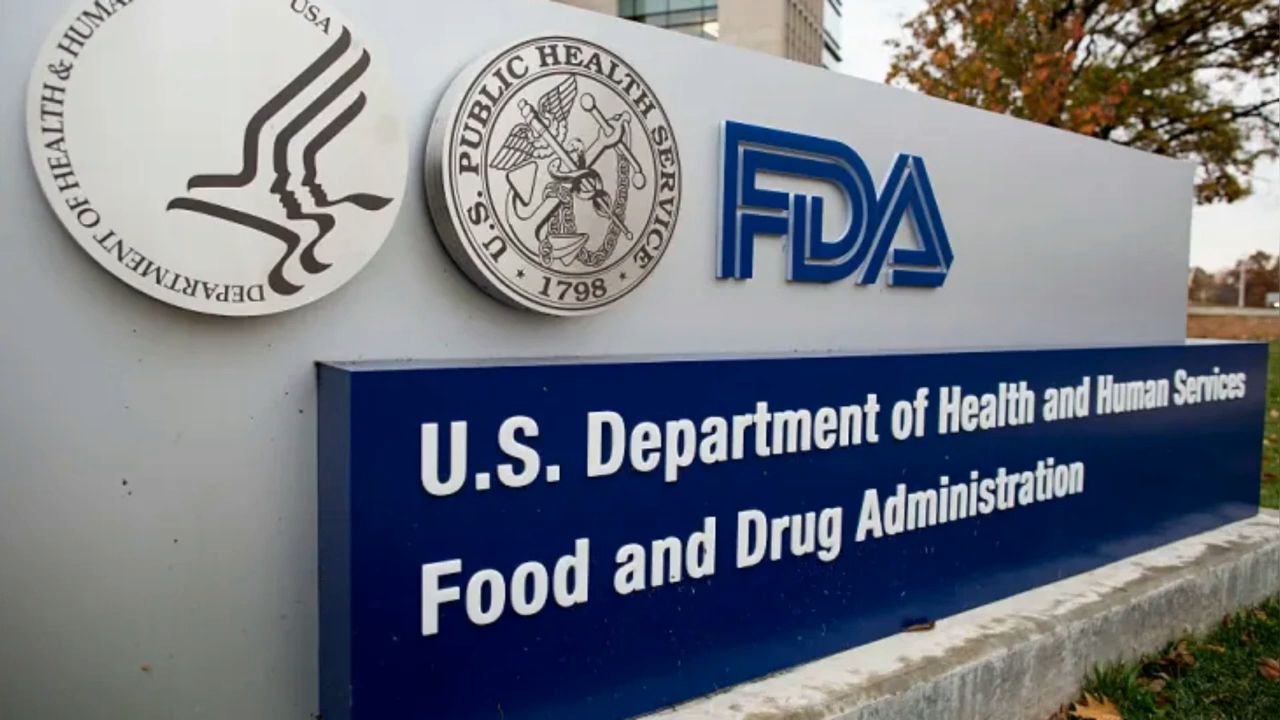 DEPARTMENT OF HEALTH & HUMAN
USA
U.S. PUBLIC HEALTH SERVICE
1798
FDA
U.S. Department of Health and Human Services
Food and Drug Administration